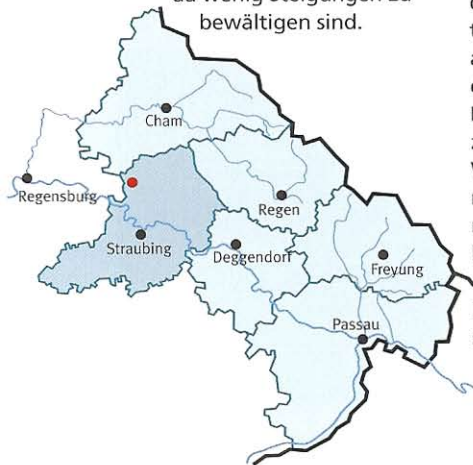 bewältigen sind.
Cham
Regensburg
Regen
Straubing
Deggendorf
Freyung
Passau